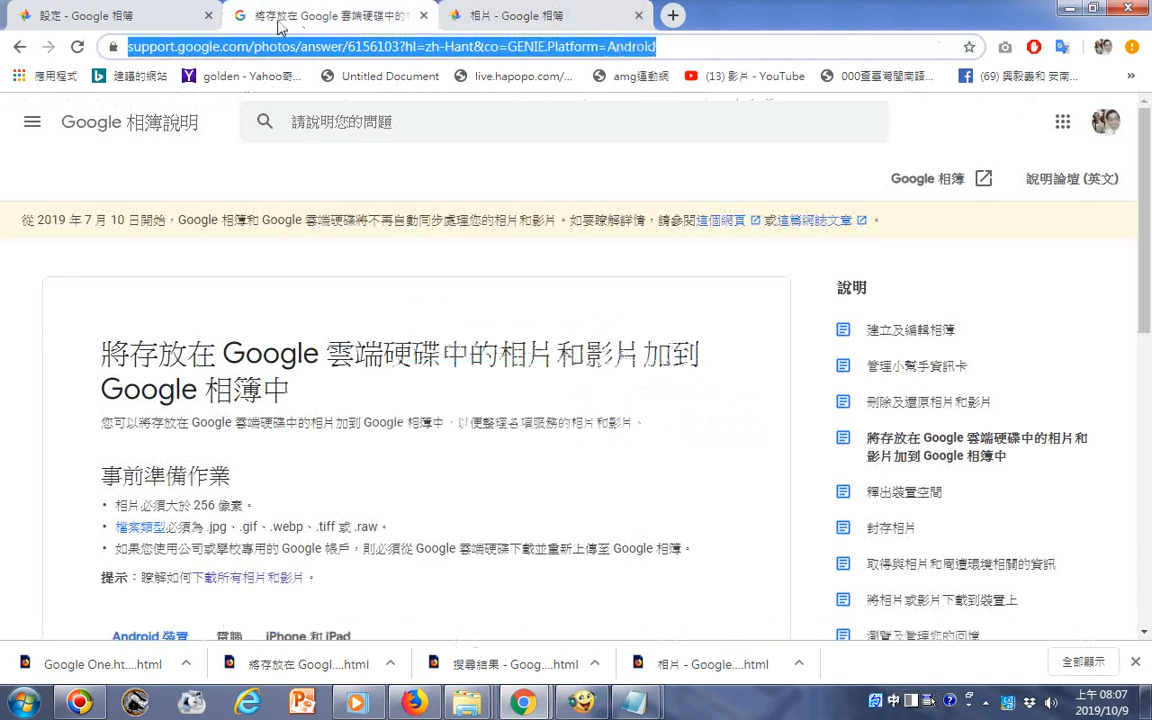 設定 - Google 相簿
將存放在 Google 雲端硬碟中的
相片 - Google 相簿
support.google.com/photos/answer/6156103?hl=zh-Hant&co=GENIE.Platform=Android
應用程式
建議的網站
golden - Yahoo奇...
Untitled Document
live.hapopo.com/...
amg運動網
(13) 影片 - YouTube
000查臺灣閩南語...
(69) 興毅義和 安南...
Google 相簿說明
請說明您的問題
Google 相簿
說明論壇 (英文)
從 2019 年 7 月 10 日開始，Google 相簿和 Google 雲端硬碟將不再自動同步處理您的相片和影片。如要瞭解詳情，請參閱這個網頁 或這篇網誌文章 。
將存放在 Google 雲端硬碟中的相片和影片加到
Google 相簿中
您可以將存放在 Google 雲端硬碟中的相片加到 Google 相簿中，以便整理各項服務的相片和影片。
事前準備作業
• 相片必須大於 256 像素。
• 檔案類型必須為 .jpg、.gif、.webp、.tiff 或 .raw。
• 如果您使用公司或學校專用的 Google 帳戶，則必須從 Google 雲端硬碟下載並重新上傳至 Google 相簿。
提示：瞭解如何下載所有相片和影片。
Android 裝置
電腦
iPhone 和 iPad
說明
建立及編輯相簿
管理小幫手資訊卡
刪除及還原相片和影片
將存放在 Google 雲端硬碟中的相片和
影片加到 Google 相簿中
釋出裝置空間
封存相片
取得與相片和周遭環境相關的資訊
將相片或影片下載到裝置上
瀏覽及管理您的回憶
Google One.ht....html
將存放在 Googl....html
搜尋結果 - Goog....html
相片 - Google....html
全部顯示
中
上午 08:07
2019/10/9